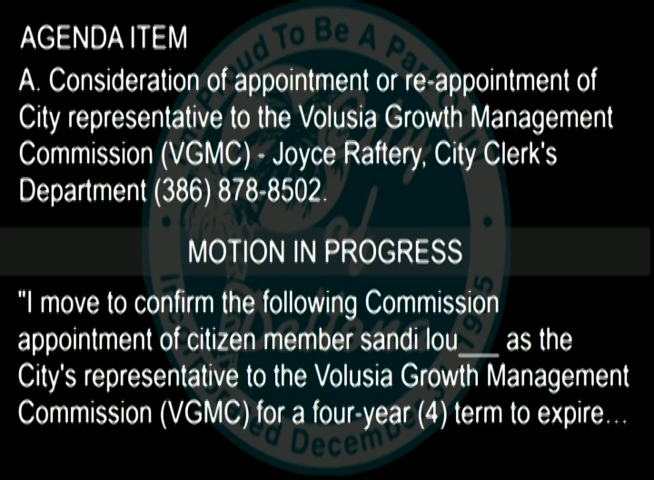 AGENDA ITEM
A. Consideration of appointment or re-appointment of
City representative to the Volusia Growth Management
Commission (VGMC) - Joyce Raftery, City Clerk's
Department (386) 878-8502.
MOTION IN PROGRESS
"I move to confirm the following Commission
appointment of citizen member sandi lou___ as the
City's representative to the Volusia Growth Management
Commission (VGMC) for a four-year (4) term to expire...